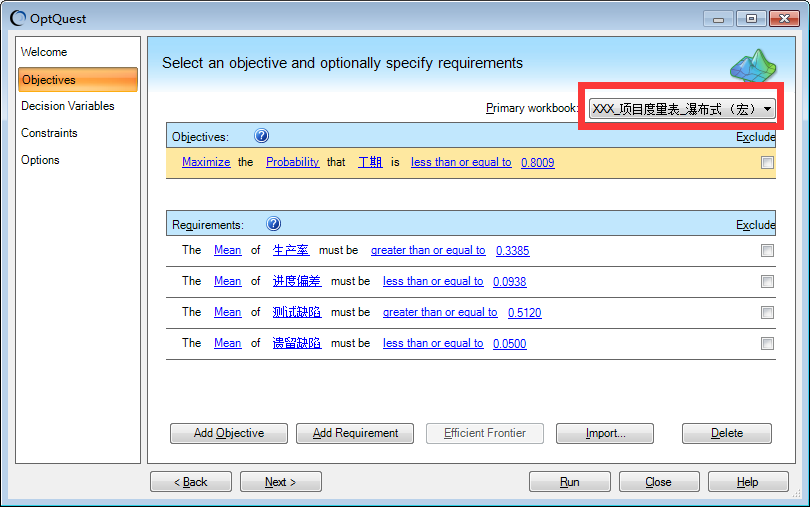 OptQuest
Welcome
Objectives
Decision Variables
Constraints
Options
Select an objective and optionally specify requirements
Primary workbook: XXX_项目度量表_瀑布式（宏）
Objectives: ? Exclude
Maximize the Probability that 工期 is less than or equal to 0.8009
Requirements: ? Exclude
The Mean of 生产率 must be greater than or equal to 0.3385
The Mean of 进度偏差 must be less than or equal to 0.0938
The Mean of 测试缺陷 must be greater than or equal to 0.5120
The Mean of 遗留缺陷 must be less than or equal to 0.0500
Add Objective Add Requirement Efficient Frontier Import... Delete
< Back Next > Run Close Help